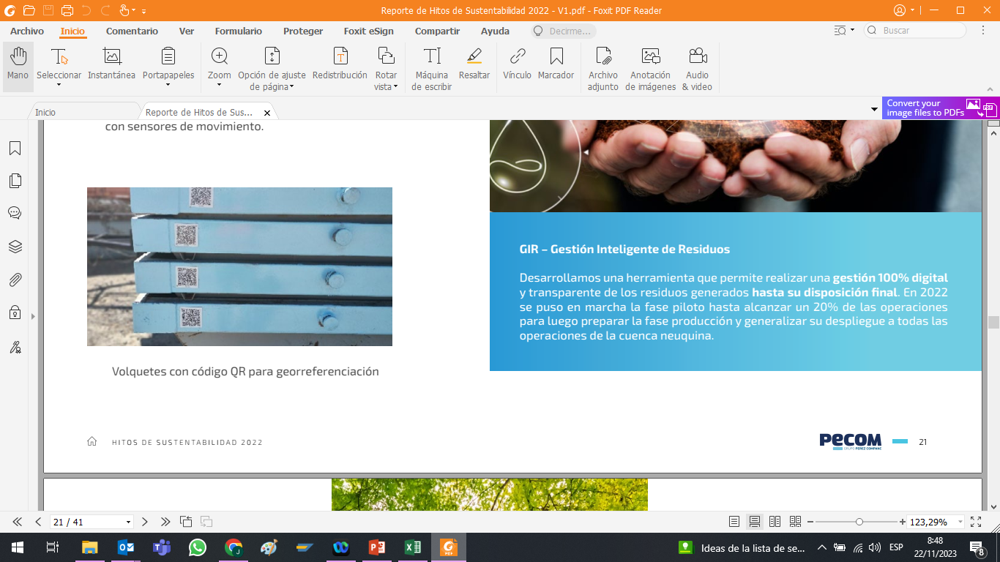 Reporte de Hitos de Sustentabilidad 2022 - V1.pdf - Foxit PDF Reader
Archivo Inicio Comentario Ver Formulario Proteger Foxit eSign Compartir Ayuda Decirme... Buscar
Mano
Seleccionar
Instantánea
Portapapeles
Zoom
Opción de ajuste
de página
Redistribución
Rotar
vista
Máquina
de escribir
Resaltar
Vínculo
Marcador
Archivo
adjunto
Anotación
de imágenes
Audio
& video
Inicio
Reporte de Hitos de Sus...
Convert your
image files to PDFs
PDF
con sensores de movimiento.
Volquetes con código QR para georreferenciación
GIR – Gestión Inteligente de Residuos
Desarrollamos una herramienta que permite realizar una gestión 100% digital
y transparente de los residuos generados hasta su disposición final. En 2022
se puso en marcha la fase piloto hasta alcanzar un 20% de las operaciones
para luego preparar la fase producción y generalizar su despliegue a todas las
operaciones de la cuenca neuquina.
HITOS DE SUSTENTABILIDAD 2022
PECOM
GRUPO PEREZ COMPANC
21
21 / 41
123,29%
Ideas de la lista de se...
ESP
8:48
22/11/2023
8